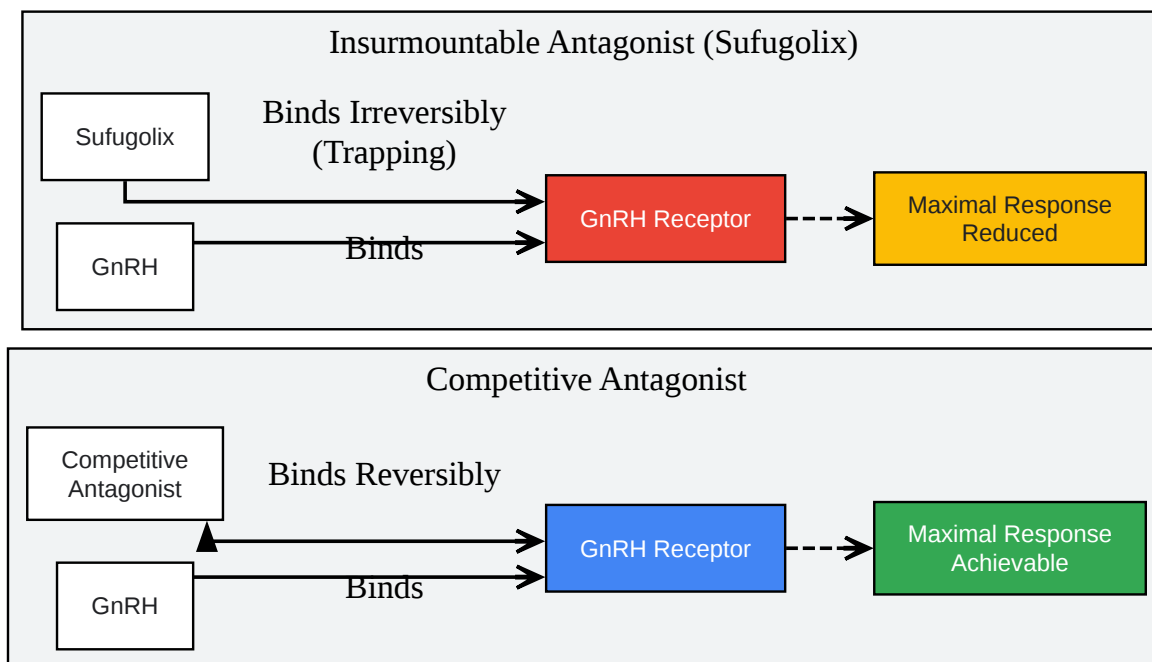 Insurmountable Antagonist (Sufugolix)
Sufugolix
Binds Irreversibly
(Trapping)
GnRH Receptor
Maximal Response
Reduced
GnRH
Binds
Competitive Antagonist
Competitive
Antagonist
Binds Reversibly
GnRH Receptor
Maximal Response
Achievable
GnRH
Binds